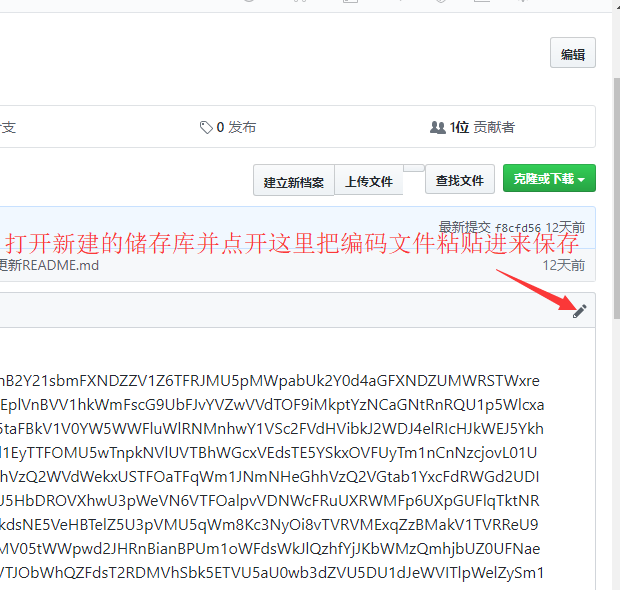 编辑
支
0 发布
1位 贡献者
建立新档案
上传文件
查找文件
克隆或下载
最新提交 f8cfd56 12天前
打开新建的储存库并点开这里把编码文件粘贴进来保存
更新README.md
12天前
nB2Y21sbmFXNDZZV1Z6TFRJMU5pMWpabUk2Y0d4aGFXNDZUMWRSTWxre
EplVnBVV1hkWmFscG9UbFJvYVZwVVdTOF9iMkptYzNCaGNtRnRQU1p5Wlcxa
5taFBkV1V0YW5WWFluWlRNMnhwY1VSc2FVdHVibkJ2WDJ4elRIcHJkWEJ5Ykh
l1EyTTFOMU5wTnpkNVlUVTBhWGcxVEdsTE5YSkxOVFUyTm1nCnNzcjovL01U
hVzQ2WVdWekxUSTFOaTFqWm1JNmNHeGhhVzQ2VGtab1YxcFdRWGd2UDI
U5HbDROVXhwU3pWeVN6VTFOalpvVDNWcFRuUXRWMFp6UXpGUFlqTktNR
kdsNE5VeHBTelZ5U3pVMU5qWm8Kc3NyOi8vTVRVMExqZzBMakV1TVRReU9
MV05tWWpwd2JHRnBianBPUm1oWFdsWkJlQzhfYjJKbWMzQmhjbUZ0UFNae
VTJObWhQZFdsT2RDMVhSbk5ETVU5aU0wb3dZVU5DU1dJeWVITlpWelZySm1